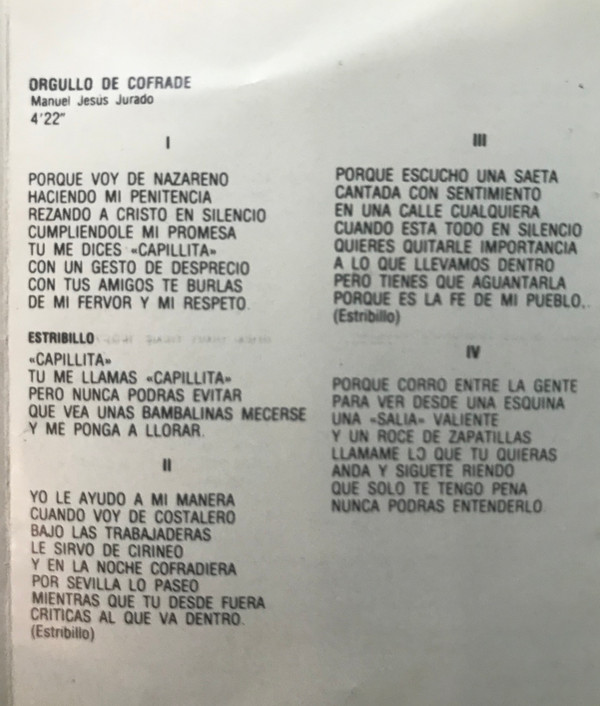 ORGULLO DE COFRADE
Manuel Jesús Jurado
4'22"
I
PORQUE VOY DE NAZARENO
HACIENDO MI PENITENCIA
REZANDO A CRISTO EN SILENCIO
CUMPLIENDOLE MI PROMESA
TU ME DICES «CAPILLITA»
CON UN GESTO DE DESPRECIO
CON TUS AMIGOS TE BURLAS
DE MI FERVOR Y MI RESPETO.
ESTRIBILLO
«CAPILLITA»
TU ME LLAMAS «CAPILLITA»
PERO NUNCA PODRAS EVITAR
QUE VEA UNAS BAMBALINAS MECERSE
Y ME PONGA A LLORAR.
II
YO LE AYUDO A MI MANERA
CUANDO VOY DE COSTALERO
BAJO LAS TRABAJADERAS
LE SIRVO DE CIRINEO
Y EN LA NOCHE COFRADIERA
POR SEVILLA LO PASEO
MIENTRAS QUE TU DESDE FUERA
CRITICAS AL QUE VA DENTRO.
(Estribillo)
III
PORQUE ESCUCHO UNA SAETA
CANTADA CON SENTIMIENTO
EN UNA CALLE CUALQUIERA
CUANDO ESTA TODO EN SILENCIO
QUIERES QUITARLE IMPORTANCIA
A LO QUE LLEVAMOS DENTRO
PERO TIENES QUE AGUANTARLA
PORQUE ES LA FE DE MI PUEBLO..
(Estribillo)
IV
PORQUE CORRO ENTRE LA GENTE
PARA VER DESDE UNA ESQUINA
UNA «SALIA» VALIENTE
Y UN ROCE DE ZAPATILLAS
LLAMAME LO QUE TU QUIERAS
ANDA Y SIGUETE RIENDO
QUE SOLO TE TENGO PENA
NUNCA PODRAS ENTENDERLO.